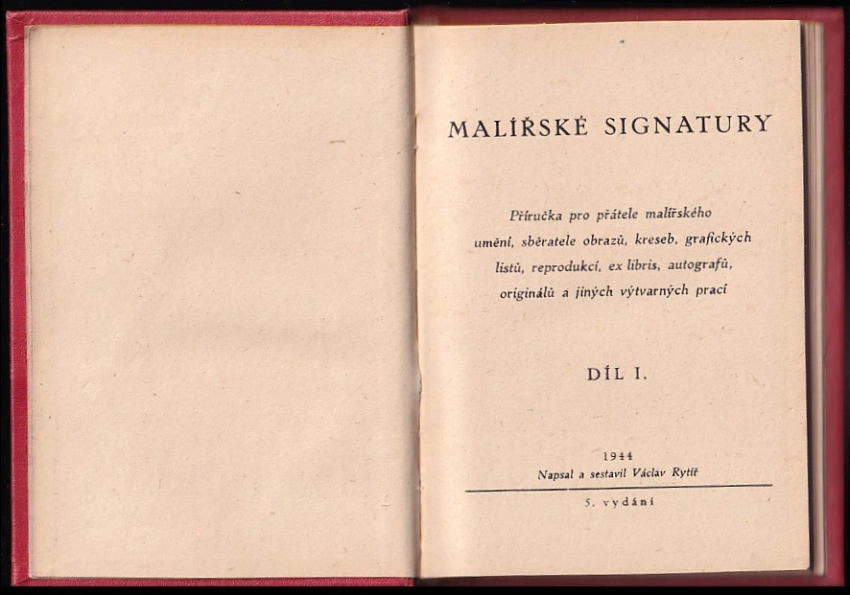 MALÍŘSKÉ SIGNATURY
Příručka pro přátele malířského
umění, sběratele obrazů, kreseb, grafických
listů, reprodukcí, ex libris, autografů,
originálů a jiných výtvarných prací
DÍL I.
1944
Napsal a sestavil Václav Rytíř
5. vydání